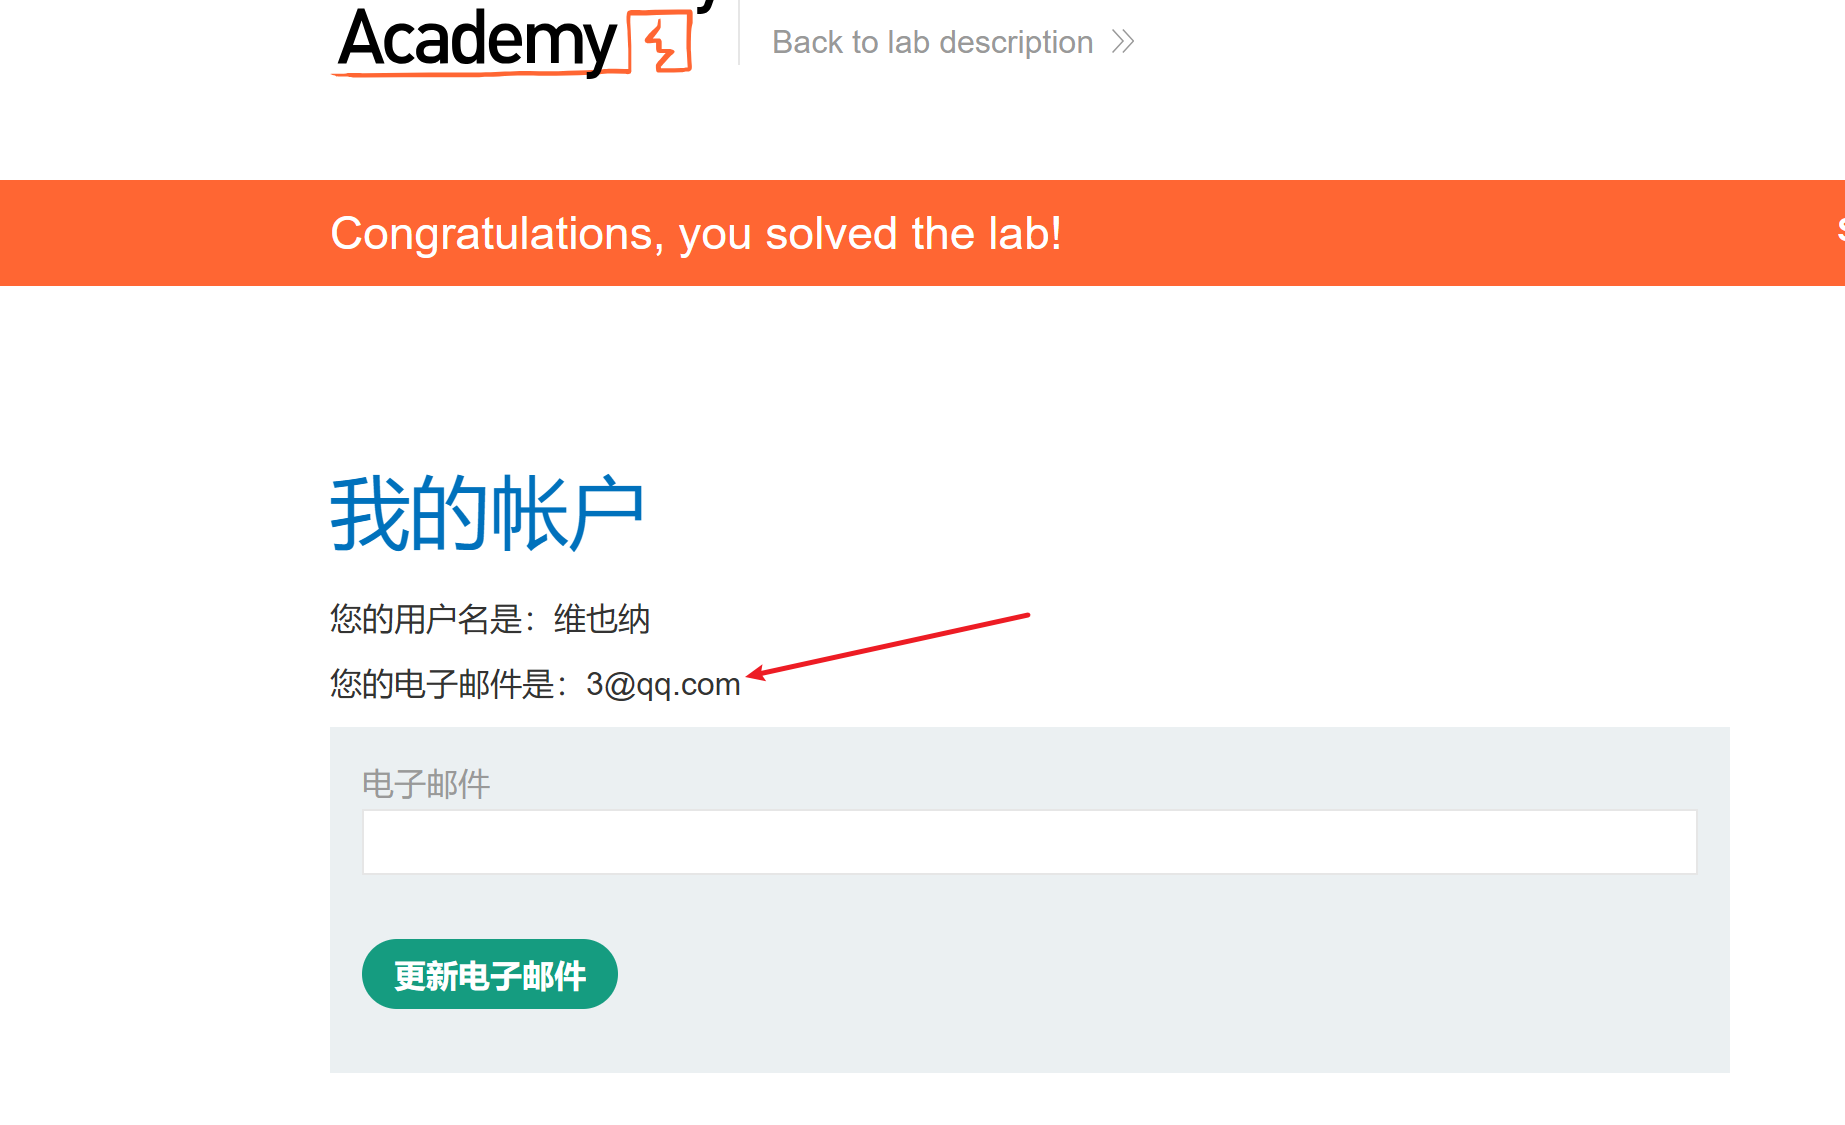 Academy
Back to lab description
Congratulations, you solved the lab!
我的帐户
您的用户名是：维也纳
您的电子邮件是：3@qq.com
电子邮件
更新电子邮件